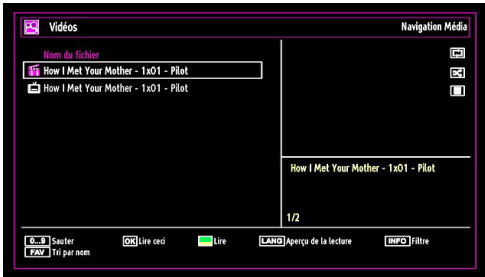 Vidéos Navigation Média
Nom du fichier
How I Met Your Mother - 1x01 - Pilot
How I Met Your Mother - 1x01 - Pilot
How I Met Your Mother - 1x01 - Pilot
1/2
0...9 Sauter OK Lire ceci Lire LANG Aperçu de la lecture INFO Filtre
FAV Tri par nom